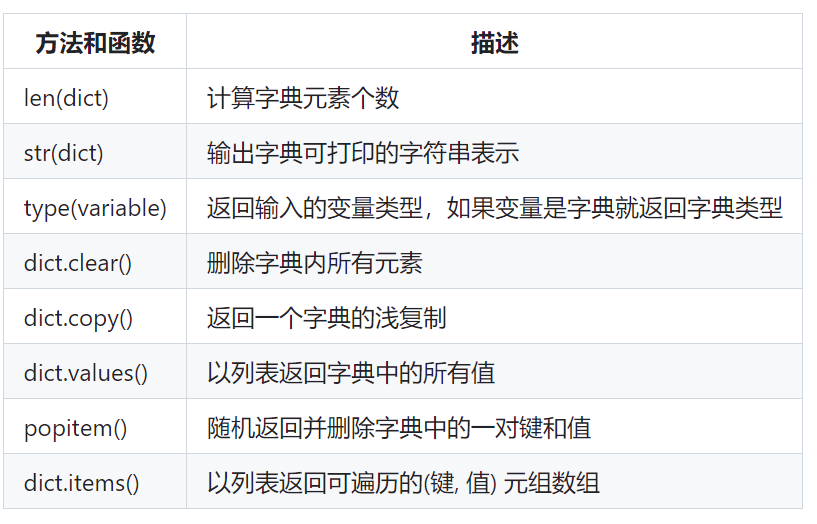 方法和函数 描述
len(dict) 计算字典元素个数
str(dict) 输出字典可打印的字符串表示
type(variable) 返回输入的变量类型，如果变量是字典就返回字典类型
dict.clear() 删除字典内所有元素
dict.copy() 返回一个字典的浅复制
dict.values() 以列表返回字典中的所有值
popitem() 随机返回并删除字典中的一对键和值
dict.items() 以列表返回可遍历的(键, 值) 元组数组